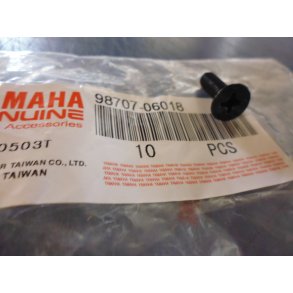 MAHA
NUINE
Accessories
98707-06018
0503T
10 PCS
R TAIWAN CO., LTD.
TAIWAN